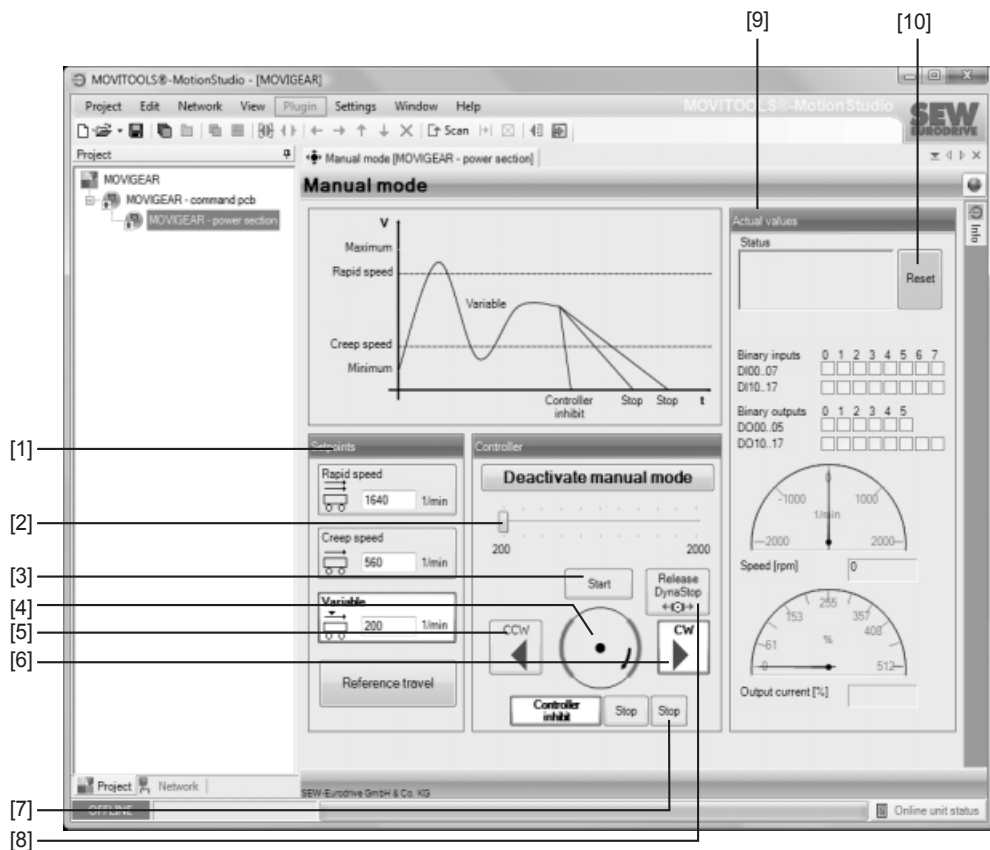 [9]
[10]
MOVITOOLS®-MotionStudio - [MOVIGEAR]
Project Edit Network View Plugin Settings Window Help
MOVITOOLS®-MotionStudio
SEW
EURODRIVE
Scan
Project
Manual mode [MOVIGEAR - power section]
MOVIGEAR
MOVIGEAR - command pcb
MOVIGEAR - power section
Manual mode
Info
V
Maximum
Rapid speed
Variable
Creep speed
Minimum
Controller inhibit
Stop
Stop
t
Actual values
Status
Reset
Binary inputs 0 1 2 3 4 5 6 7
DI00..07
DI10..17
Binary outputs 0 1 2 3 4 5
DO00..05
DO10..17
[1]
Setpoints
Rapid speed
1640 1/min
Creep speed
560 1/min
Variable
200 1/min
Reference travel
Controller
Deactivate manual mode
[2]
200 2000
[3]
Start
Release
DynaStop
[4]
[5]
CCW
CW
[6]
Controller
inhibit
Stop
Stop
0
-1000 1000
1/min
-2000 2000
Speed [rpm] 0
255
153 357
51 408
%
0 512
Output current [%]
Project Network
SEW-Eurodrive GmbH & Co. KG
[7]
OFFLINE
Online unit status
[8]